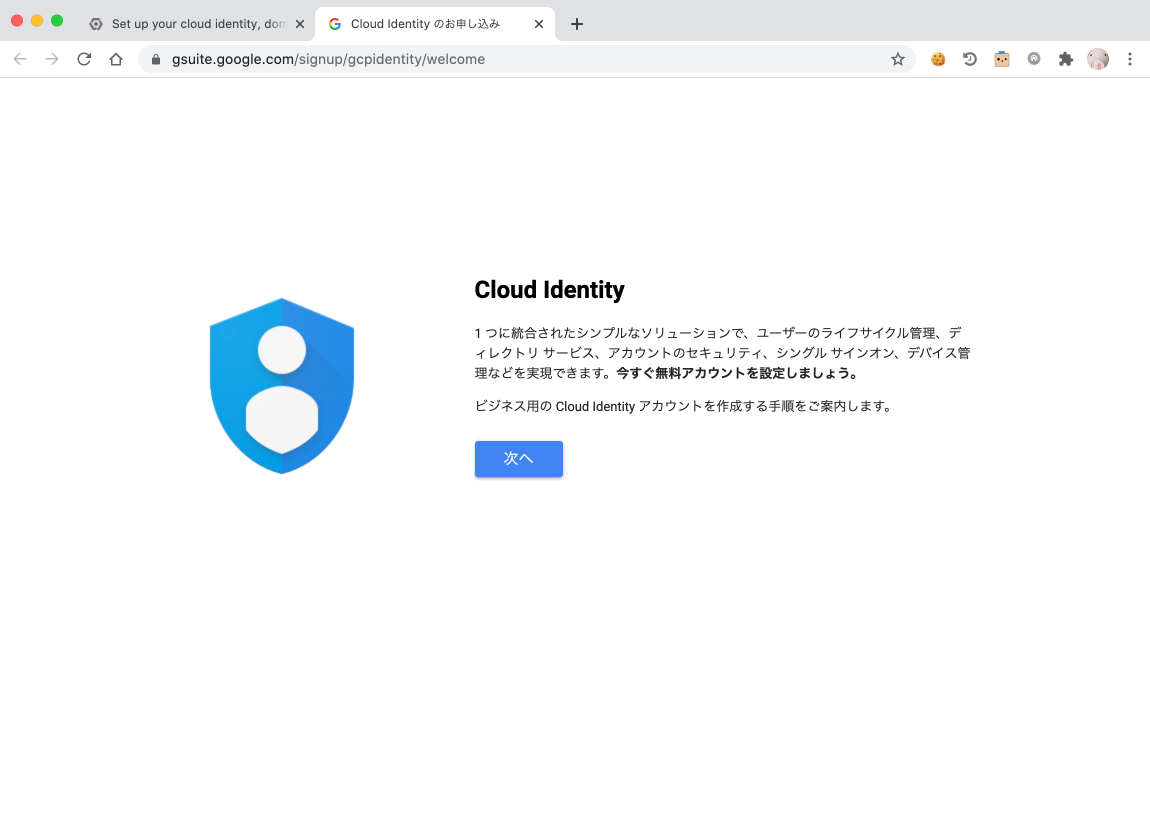 Set up your cloud identity, dom
Cloud Identity のお申し込み
gsuite.google.com/signup/gcpidentity/welcome
Cloud Identity
1 つに統合されたシンプルなソリューションで、ユーザーのライフサイクル管理、デ
ィレクトリ サービス、アカウントのセキュリティ、シングル サインオン、デバイス管
理などを実現できます。今すぐ無料アカウントを設定しましょう。
ビジネス用の Cloud Identity アカウントを作成する手順をご案内します。
次へ